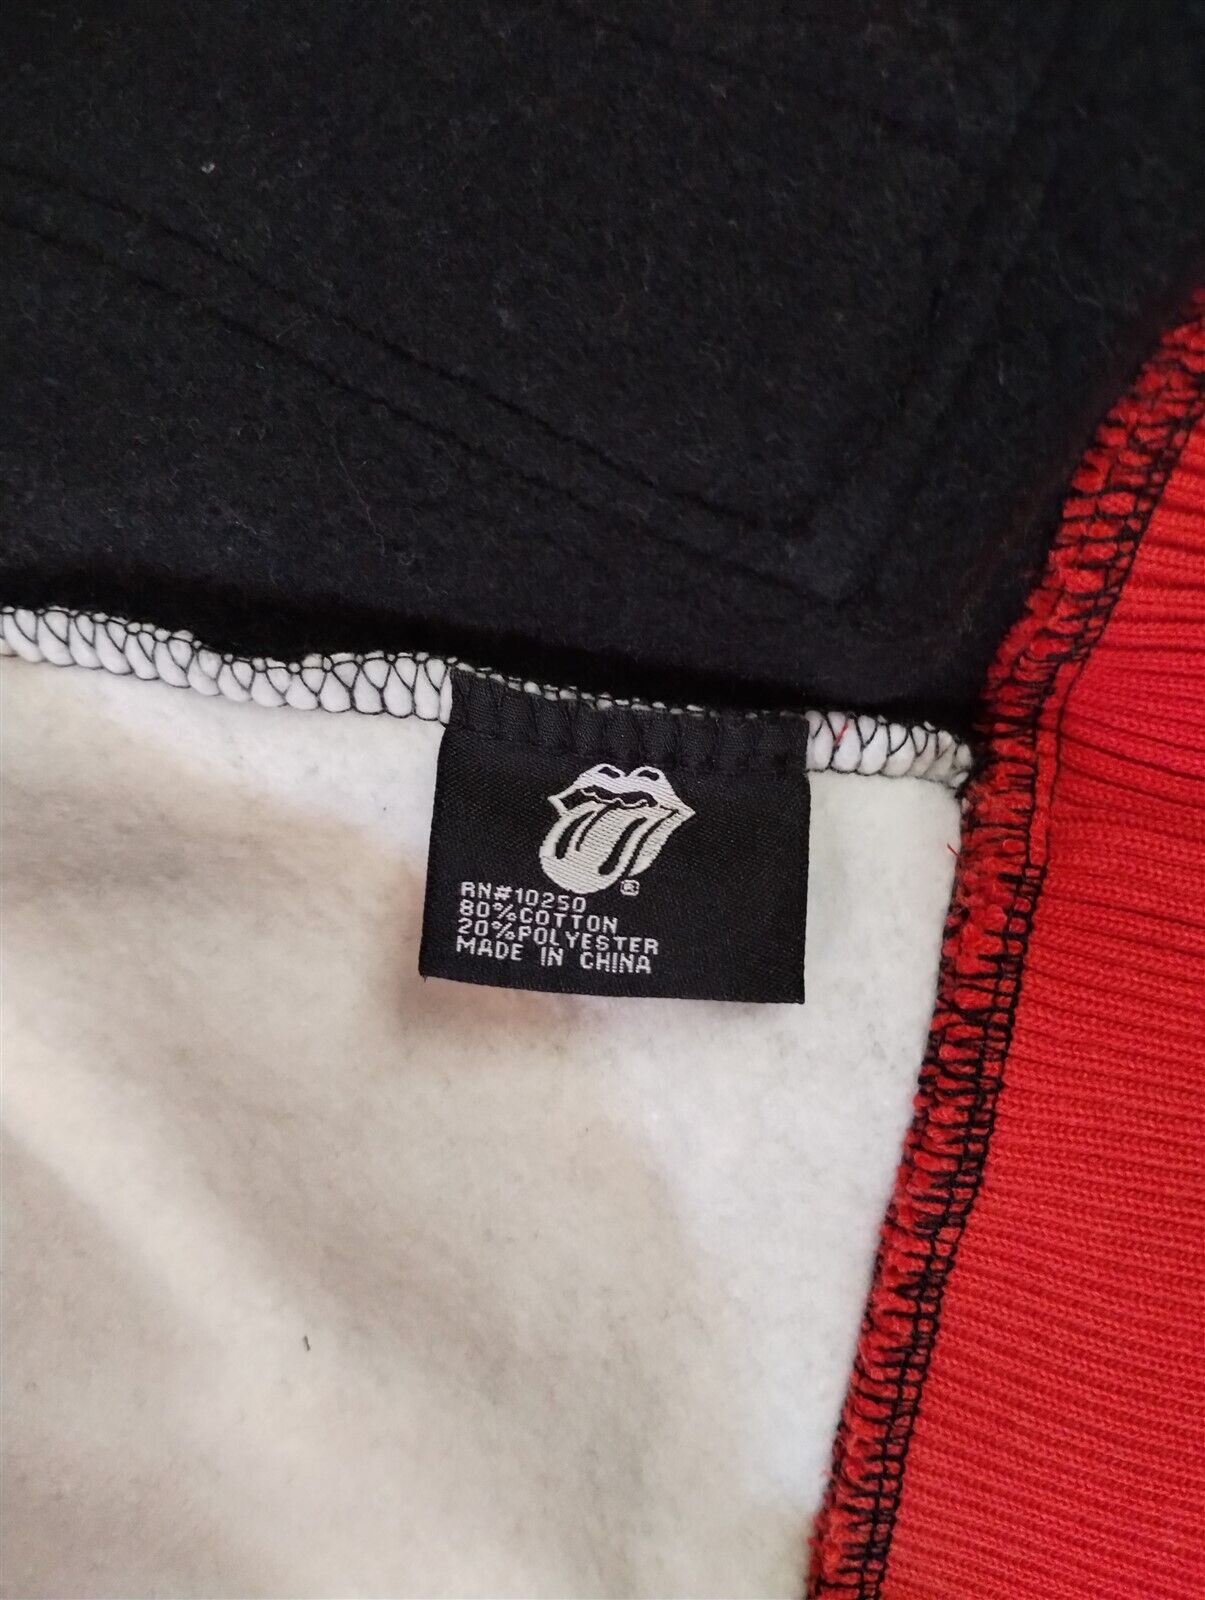 RN#10250
80%COTTON
20%POLYESTER
MADE IN CHINA
®